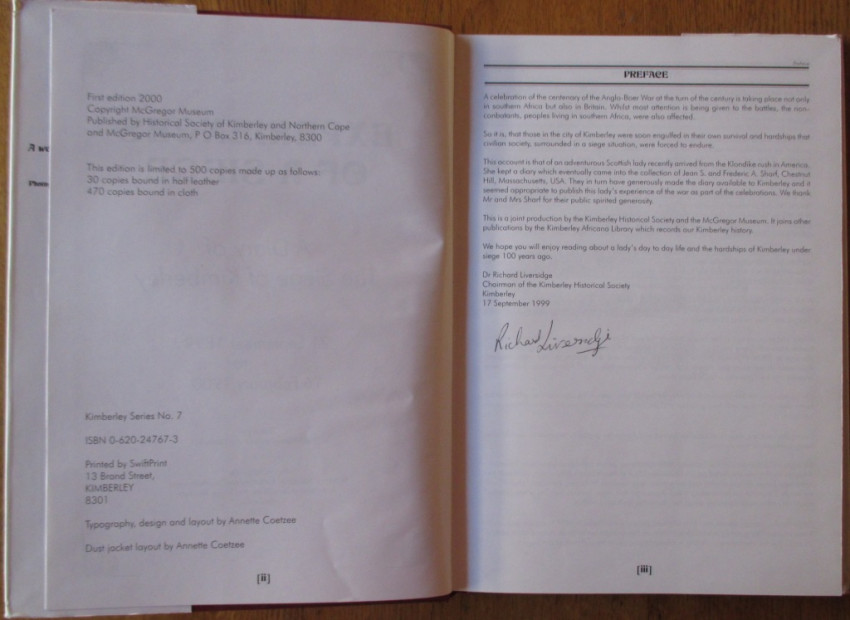 First edition 2000
Copyright McGregor Museum
Published by Historical Society of Kimberley and Northern Cape
and McGregor Museum, P O Box 316, Kimberley, 8300
This edition is limited to 500 copies made up as follows:
30 copies bound in half leather
470 copies bound in cloth
Kimberley Series No. 7
ISBN 0-620-24767-3
Printed by SwiftPrint
13 Brand Street,
KIMBERLEY
8301
Typography, design and layout by Annette Coetzee
Dust jacket layout by Annette Coetzee
[ii]
Preface
PREFACE
A celebration of the centenary of the Anglo-Boer War at the turn of the century is taking place not only
in southern Africa but also in Britain. Whilst most attention is being given to the battles, the non-
combatants, peoples living in southern Africa, were also affected.
So it is, that those in the city of Kimberley were soon engulfed in their own survival and hardships that
civilian society, surrounded in a siege situation, were forced to endure.
This account is that of an adventurous Scottish lady recently arrived from the Klondike rush in America.
She kept a diary which eventually came into the collection of Jean S. and Frederic A. Sharf, Chestnut
Hill, Massachusetts, USA. They in turn have generously made the diary available to Kimberley and it
seemed appropriate to publish this lady's experience of the war as part of the celebrations. We thank
Mr and Mrs Sharf for their public spirited generosity.
This is a joint production by the Kimberley Historical Society and the McGregor Museum. It joins other
publications by the Kimberley Africana Library which records our Kimberley history.
We hope you will enjoy reading about a lady's day to day life and the hardships of Kimberley under
siege 100 years ago.
Dr Richard Liversidge
Chairman of the Kimberley Historical Society
Kimberley
17 September 1999
Richard Liversidge
[iii]